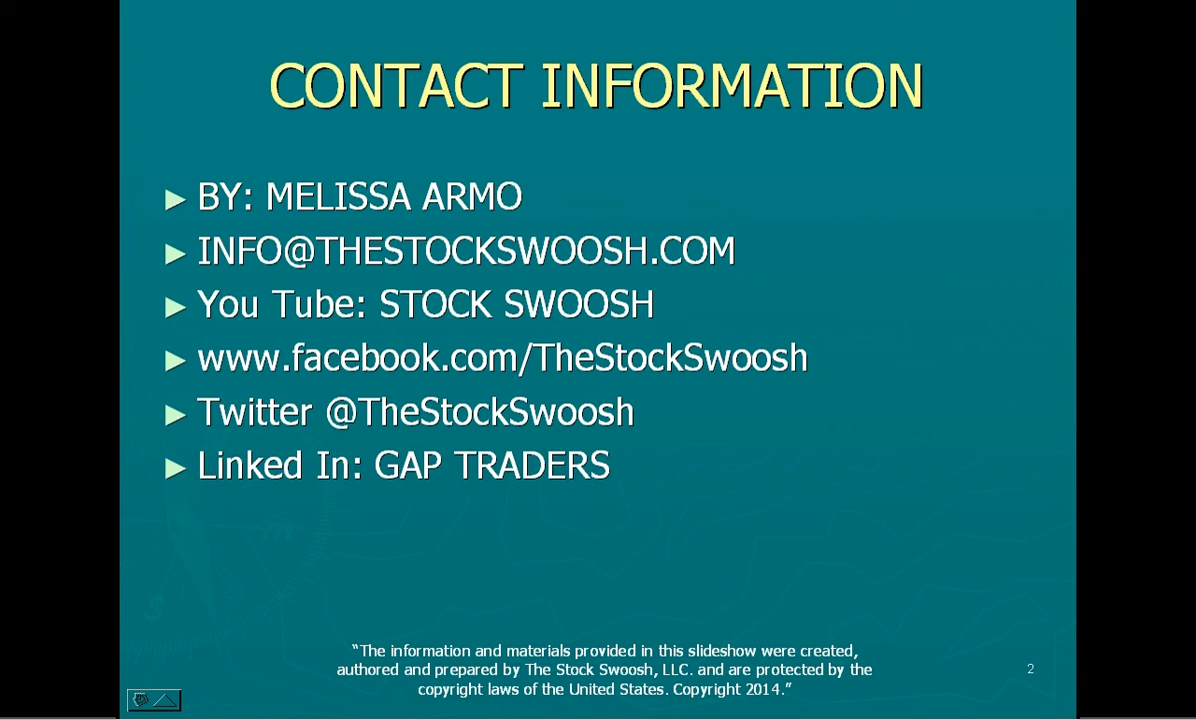 CONTACT INFORMATION
BY: MELISSA ARMO
INFO@THESTOCKSWOOSH.COM
You Tube: STOCK SWOOSH
www.facebook.com/TheStockSwoosh
Twitter @TheStockSwoosh
Linked In: GAP TRADERS
“The information and materials provided in this slideshow were created,
authored and prepared by The Stock Swoosh, LLC. and are protected by the
copyright laws of the United States. Copyright 2014.”
2